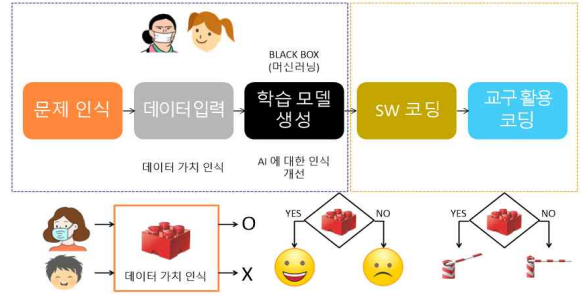 BLACK BOX
(머신러닝)
문제 인식
데이터 입력
학습 모델
생성
SW 코딩
교구 활용
코딩
데이터 가치 인식
AI 에 대한 인식
개선
O
X
데이터 가치 인식
YES
NO
YES
NO